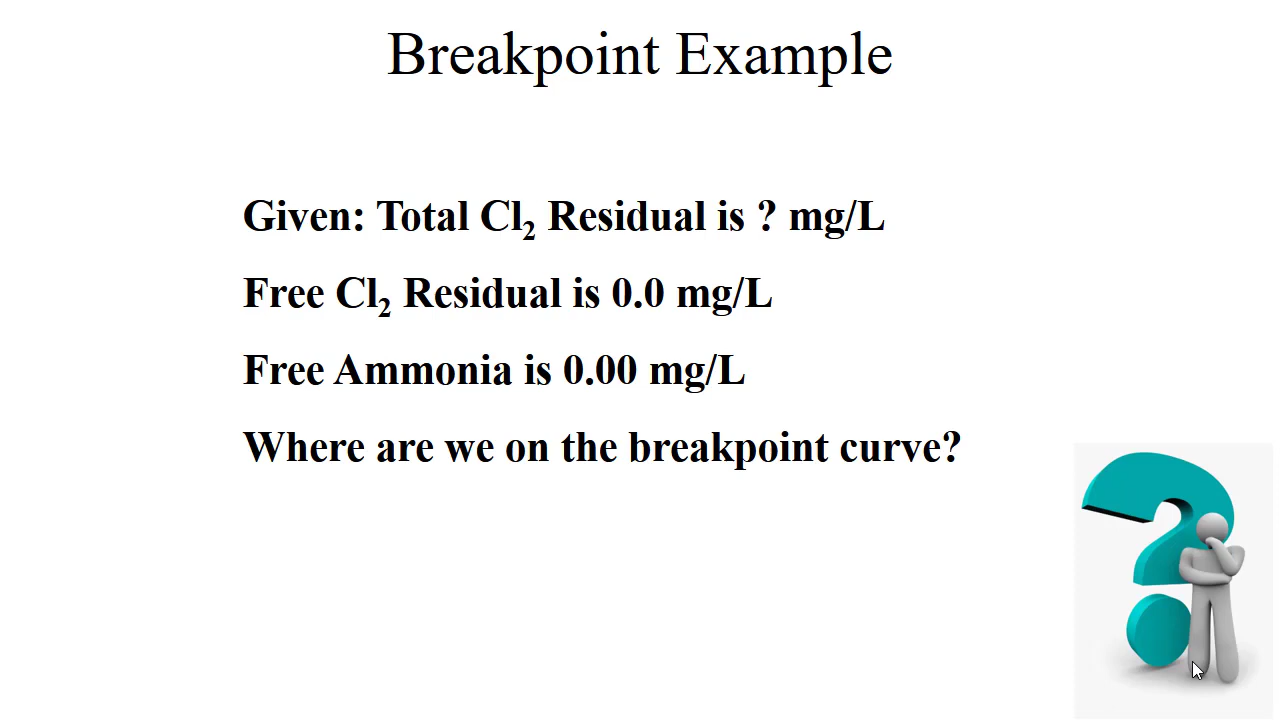 Breakpoint Example
Given: Total Cl₂ Residual is ? mg/L
Free Cl₂ Residual is 0.0 mg/L
Free Ammonia is 0.00 mg/L
Where are we on the breakpoint curve?